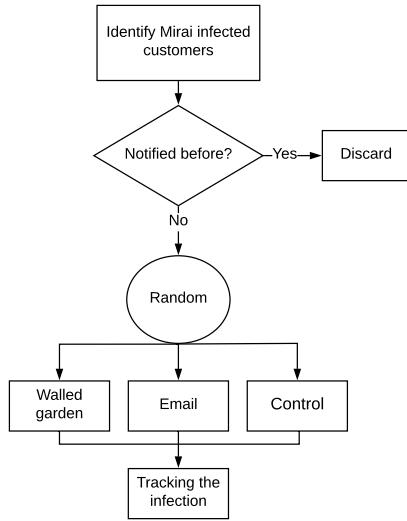 Identify Mirai infected
customers
Notified before?
Yes
Discard
No
Random
Walled
garden
Email
Control
Tracking the
infection